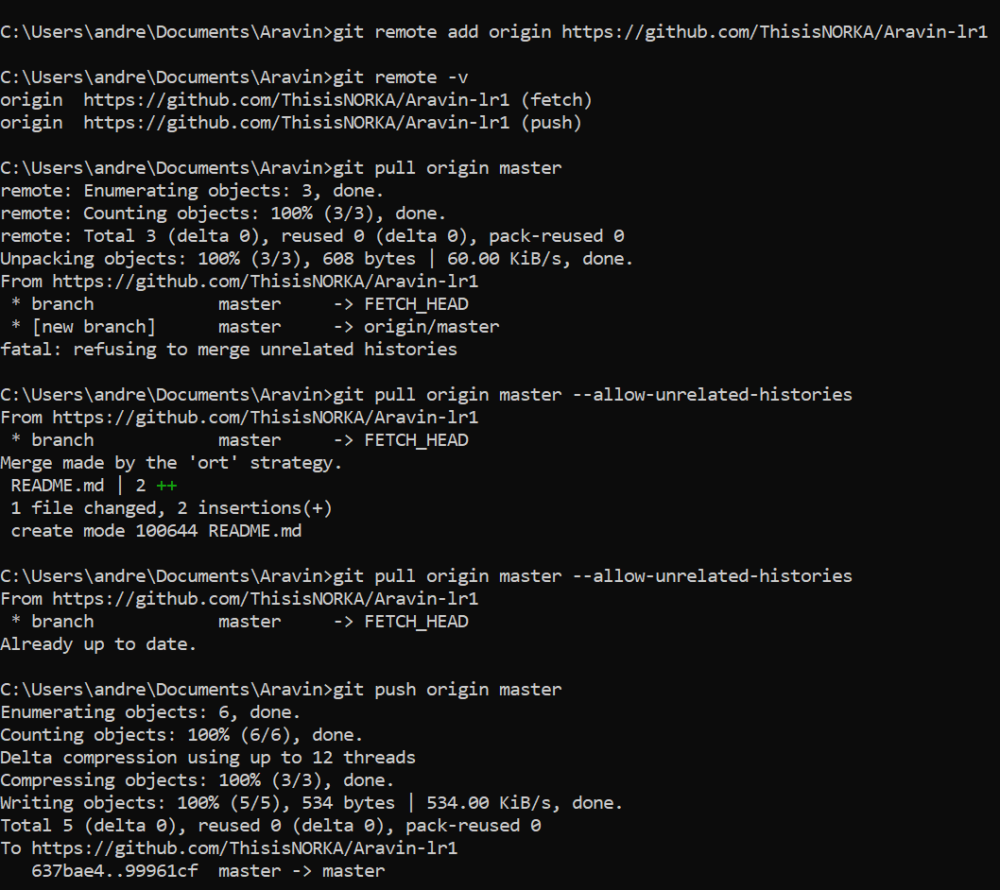 C:\Users\andre\Documents\Aravin>git remote add origin https://github.com/ThisisNORKA/Aravin-lr1
C:\Users\andre\Documents\Aravin>git remote -v
origin  https://github.com/ThisisNORKA/Aravin-lr1 (fetch)
origin  https://github.com/ThisisNORKA/Aravin-lr1 (push)
C:\Users\andre\Documents\Aravin>git pull origin master
remote: Enumerating objects: 3, done.
remote: Counting objects: 100% (3/3), done.
remote: Total 3 (delta 0), reused 0 (delta 0), pack-reused 0
Unpacking objects: 100% (3/3), 608 bytes | 60.00 KiB/s, done.
From https://github.com/ThisisNORKA/Aravin-lr1
 * branch            master     -> FETCH_HEAD
 * [new branch]      master     -> origin/master
fatal: refusing to merge unrelated histories
C:\Users\andre\Documents\Aravin>git pull origin master --allow-unrelated-histories
From https://github.com/ThisisNORKA/Aravin-lr1
 * branch            master     -> FETCH_HEAD
Merge made by the 'ort' strategy.
 README.md | 2 ++
 1 file changed, 2 insertions(+)
 create mode 100644 README.md
C:\Users\andre\Documents\Aravin>git pull origin master --allow-unrelated-histories
From https://github.com/ThisisNORKA/Aravin-lr1
 * branch            master     -> FETCH_HEAD
Already up to date.
C:\Users\andre\Documents\Aravin>git push origin master
Enumerating objects: 6, done.
Counting objects: 100% (6/6), done.
Delta compression using up to 12 threads
Compressing objects: 100% (3/3), done.
Writing objects: 100% (5/5), 534 bytes | 534.00 KiB/s, done.
Total 5 (delta 0), reused 0 (delta 0), pack-reused 0
To https://github.com/ThisisNORKA/Aravin-lr1
   637bae4..99961cf  master -> master